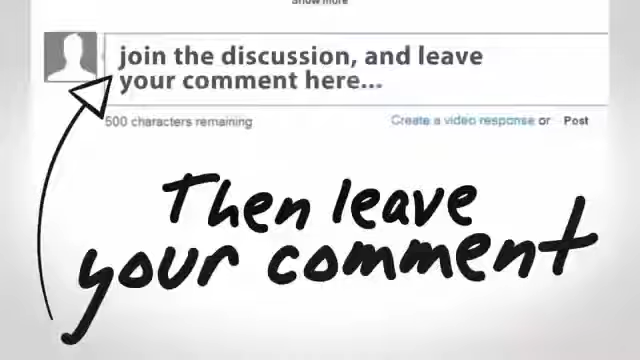 Show more
join the discussion, and leave
your comment here...
500 characters remaining
Create a video response or Post
Then leave
your comment